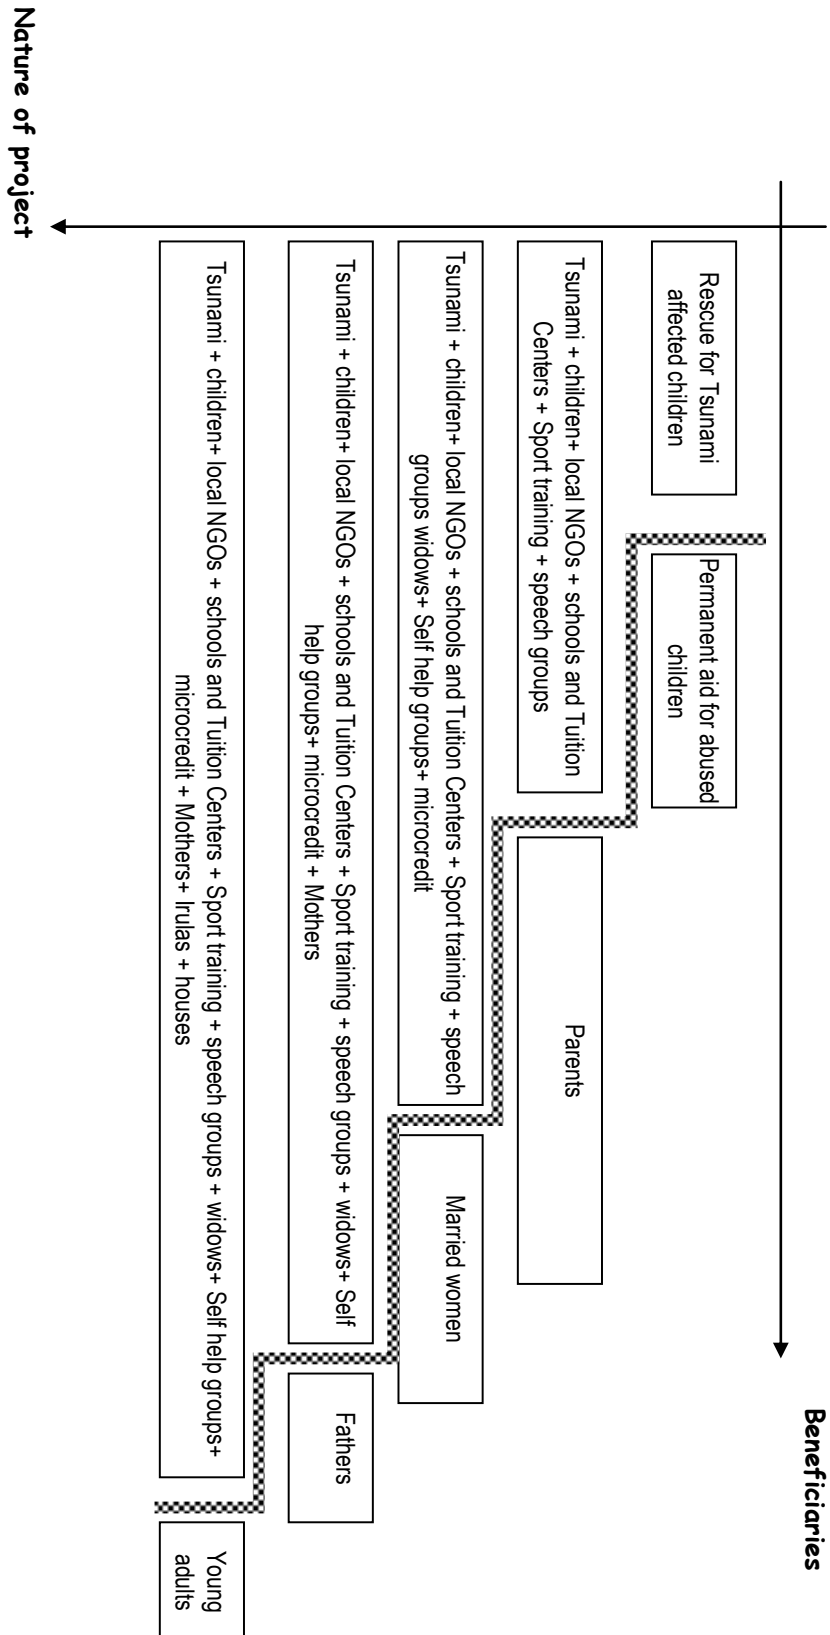 Beneficiaries
Rescue for Tsunami
affected children
Permanent aid for abused
children
Tsunami + children+ local NGOs + schools and Tuition
Centers + Sport training + speech groups
Parents
Tsunami + children+ local NGOs + schools and Tuition Centers + Sport training + speech
groups widows+ Self help groups+ microcredit
Married women
Tsunami + children+ local NGOs + schools and Tuition Centers + Sport training + speech groups + widows+ Self
help groups+ microcredit + Mothers
Fathers
Tsunami + children+ local NGOs + schools and Tuition Centers + Sport training + speech groups + widows+ Self help groups+
microcredit + Mothers+ Irulas + houses
Young
adults
Nature of project